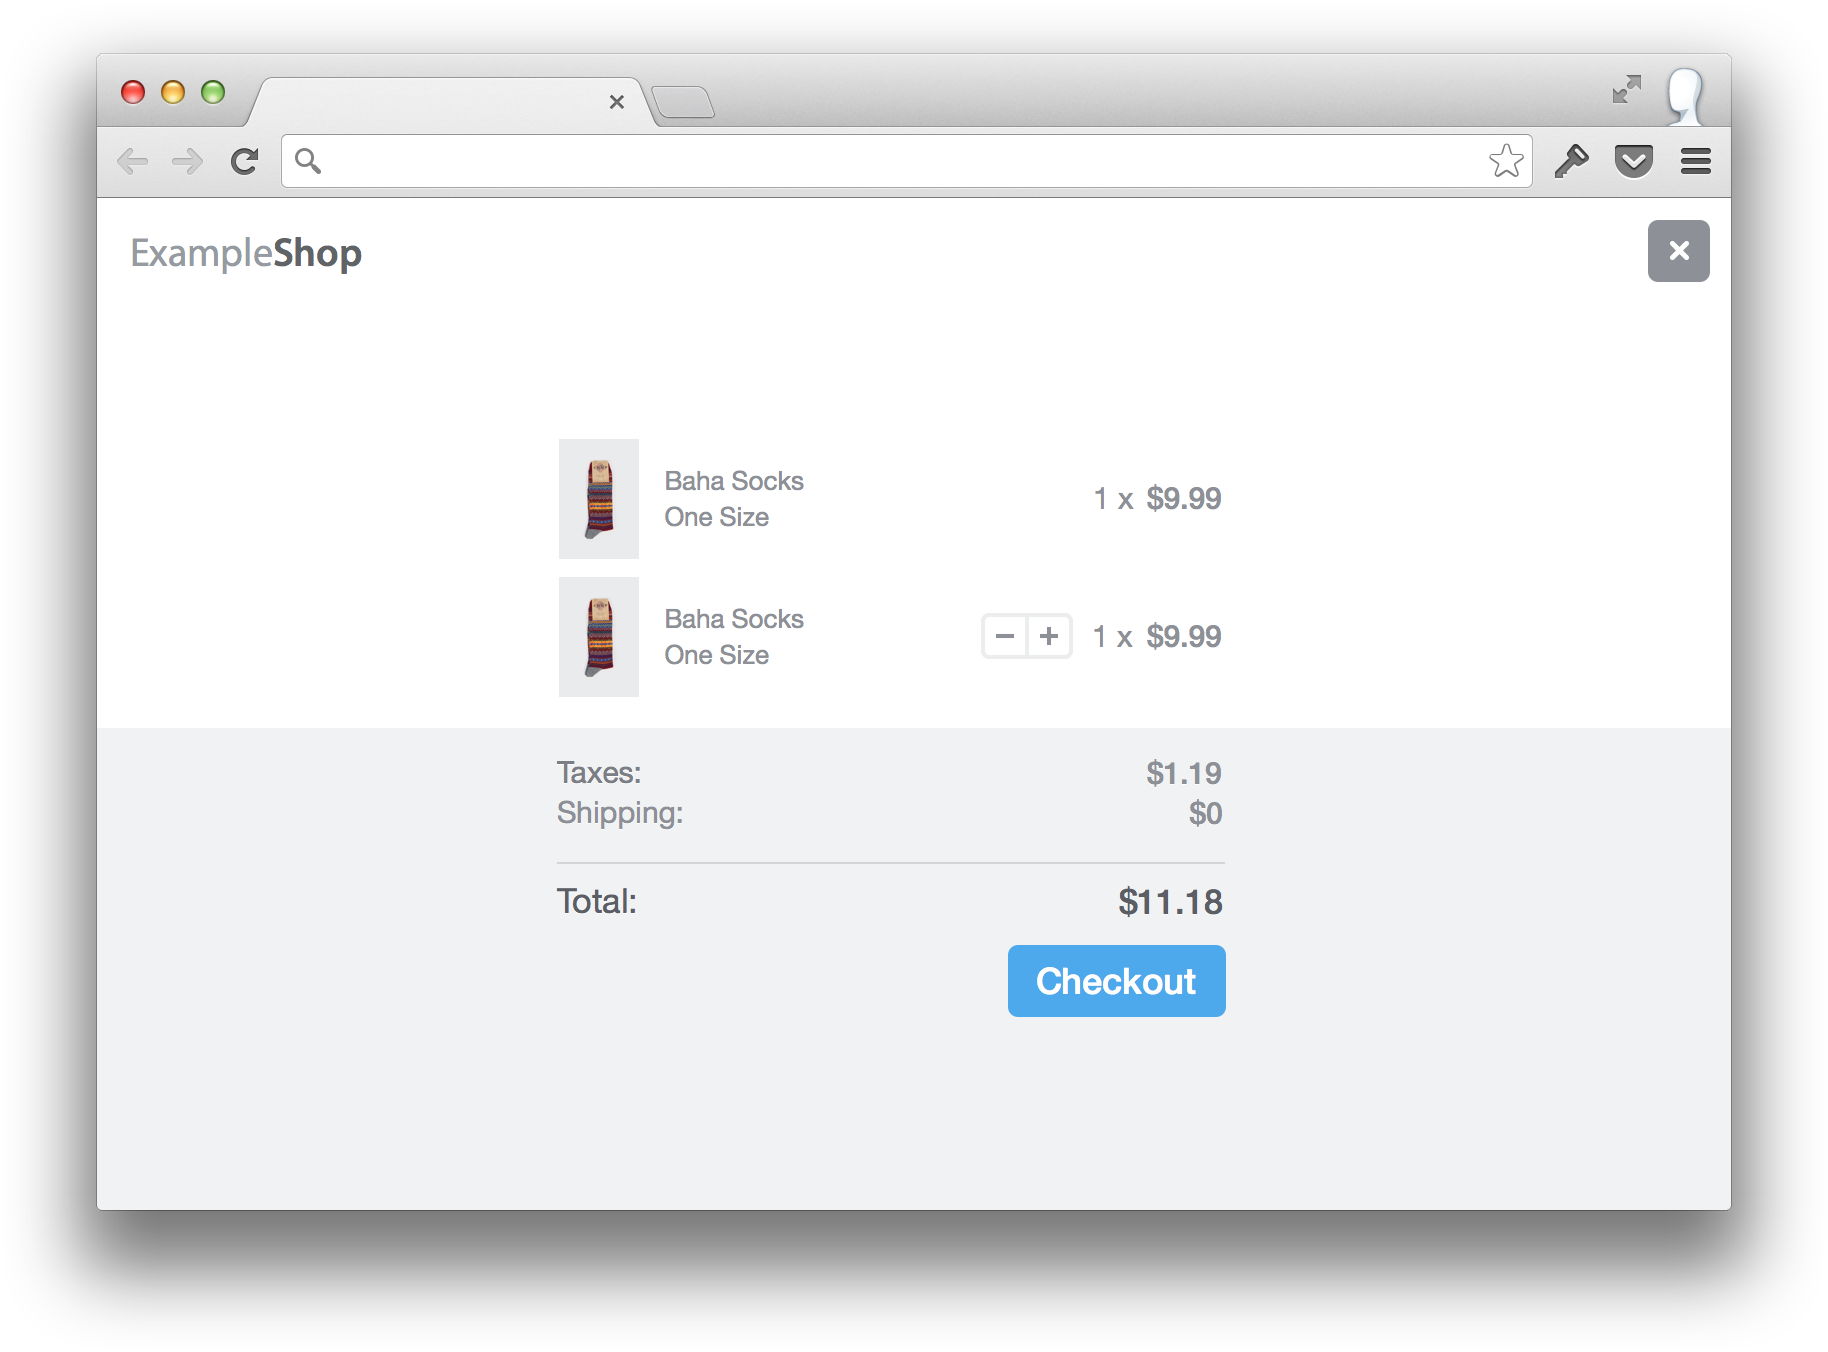 ExampleShop
Baha Socks
One Size
1 x $9.99
Baha Socks
One Size
1 x $9.99
Taxes: $1.19
Shipping: $0
Total: $11.18
Checkout